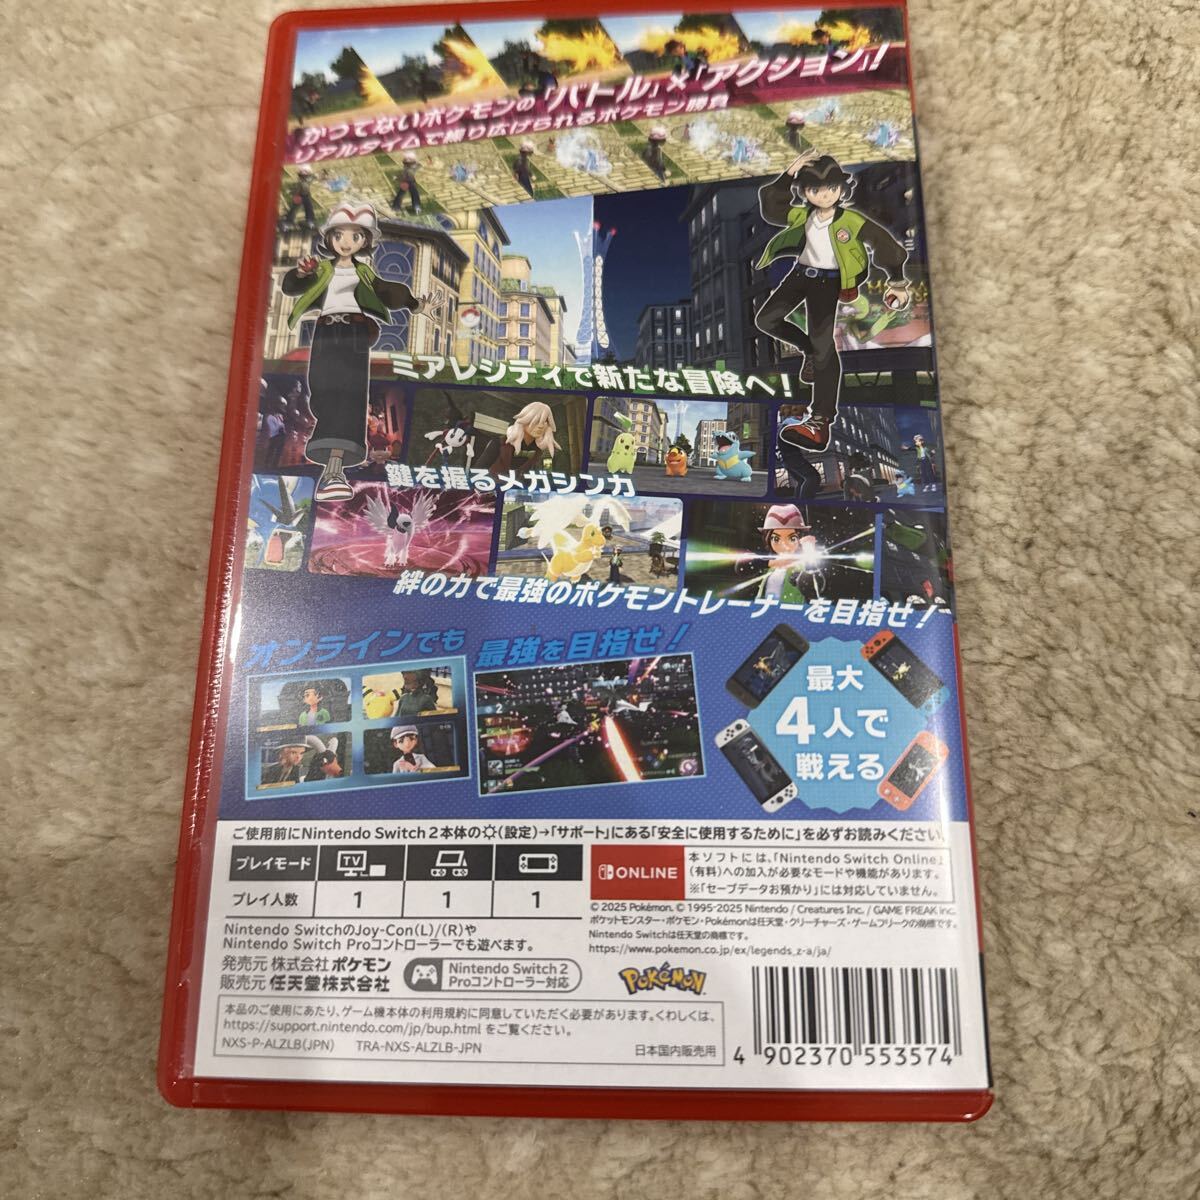 かつてないポケモンの「バトル」×「アクション」!
リアルタイムで繰り広げられるポケモン勝負
ミアレシティで新たな冒険へ!
鍵を握るメガシンカ
絆の力で最強のポケモントレーナーを目指せ!
オンラインでも 最強を目指せ!
最大
4人で
戦える
ご使用前にNintendo Switch 2本体の(設定)→「サポート」にある「安全に使用するために」を必ずお読みください。
プレイモード TV
プレイ人数 1 1 1
ONLINE
本ソフトには、「Nintendo Switch Online」
(有料)への加入が必要なモードや機能があります。
※「セーブデータお預かり」には対応していません。
© 2025 Pokémon. © 1995-2025 Nintendo / Creatures Inc. / GAME FREAK inc.
ポケットモンスター・ポケモン・Pokémonは任天堂・クリーチャーズ・ゲームフリークの商標です。
Nintendo Switchは任天堂の商標です。
https://www.pokemon.co.jp/ex/legends_z-a/ja/
Nintendo SwitchのJoy-Con(L)/(R)や
Nintendo Switch Proコントローラーでも遊べます。
発売元 株式会社ポケモン
販売元 任天堂株式会社
Nintendo Switch 2
Proコントローラー対応
POKéMON
本品のご使用にあたり、ゲーム機本体の利用規約に同意していただく必要があります。くわしくは、
https://support.nintendo.com/jp/bup.html をご覧ください。
NXS-P-ALZLB(JPN) TRA-NXS-ALZLB-JPN
日本国内販売用
4 902370 553574